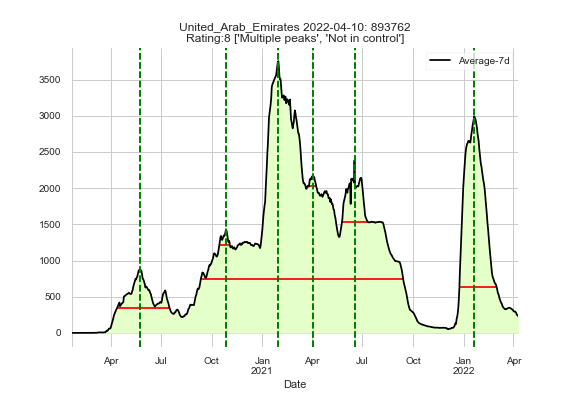 United_Arab_Emirates 2022-04-10: 893762
Rating:8 ['Multiple peaks', 'Not in control']
Average-7d
3500
3000
2500
2000
1500
1000
500
0
Apr Jul Oct Jan Apr Jul Oct Jan Apr
2021 2022
Date